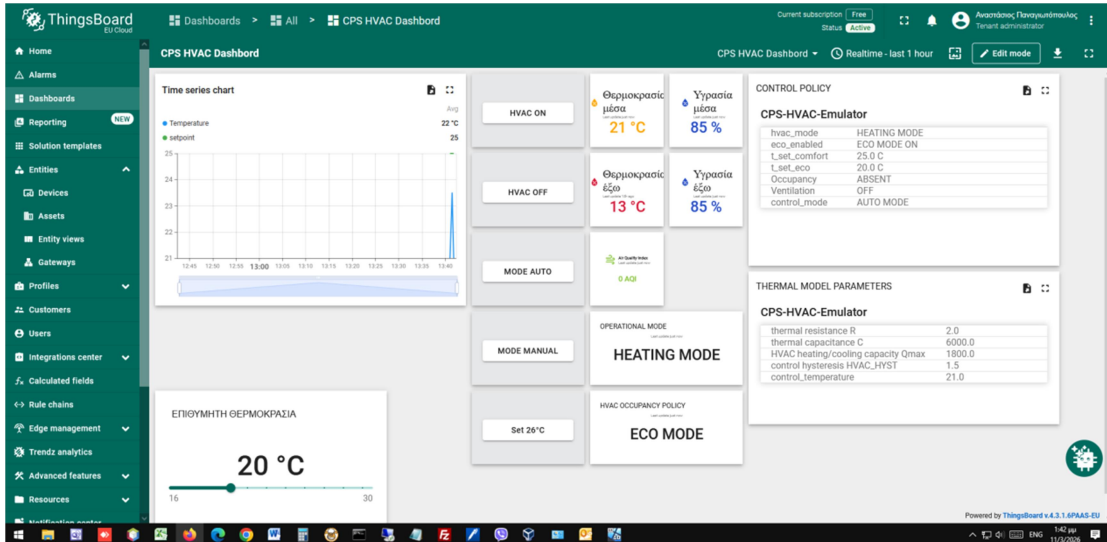 ThingsBoard
EU Cloud
Dashboards > All > CPS HVAC Dashbord
Current subscription Free
Status Active
Αναστάσιος Παναγιωτόπουλος
Tenant administrator
Home
Alarms
Dashboards
Reporting NEW
Solution templates
Entities
Devices
Assets
Entity views
Gateways
Profiles
Customers
Users
Integrations center
Calculated fields
Rule chains
Edge management
Trendz analytics
Advanced features
Resources
Notification center
CPS HVAC Dashbord
CPS HVAC Dashbord Realtime - last 1 hour Edit mode
Time series chart
Avg
Temperature 22 °C
setpoint 25
25
24
23
22
21
12:45 12:50 12:55 13:00 13:05 13:10 13:15 13:20 13:25 13:30 13:35 13:40
ΕΠΙΘΥΜΗΤΗ ΘΕΡΜΟΚΡΑΣΙΑ
20 °C
16 30
HVAC ON
HVAC OFF
MODE AUTO
MODE MANUAL
Set 26°C
Θερμοκρασία
μέσα
21 °C
Υγρασία
μέσα
85 %
Θερμοκρασία
έξω
13 °C
Υγρασία
έξω
85 %
Air Quality Index
0 AQI
OPERATIONAL MODE
HEATING MODE
HVAC OCCUPANCY POLICY
ECO MODE
CONTROL POLICY
CPS-HVAC-Emulator
hvac_mode HEATING MODE
eco_enabled ECO MODE ON
t_set_comfort 25.0 C
t_set_eco 20.0 C
Occupancy ABSENT
Ventilation OFF
control_mode AUTO MODE
THERMAL MODEL PARAMETERS
CPS-HVAC-Emulator
thermal resistance R 2.0
thermal capacitance C 6000.0
HVAC heating/cooling capacity Qmax 1800.0
control hysteresis HVAC_HYST 1.5
control_temperature 21.0
Powered by ThingsBoard v.4.3.1.6PAAS-EU
ENG
1:42 μμ
11/3/2026